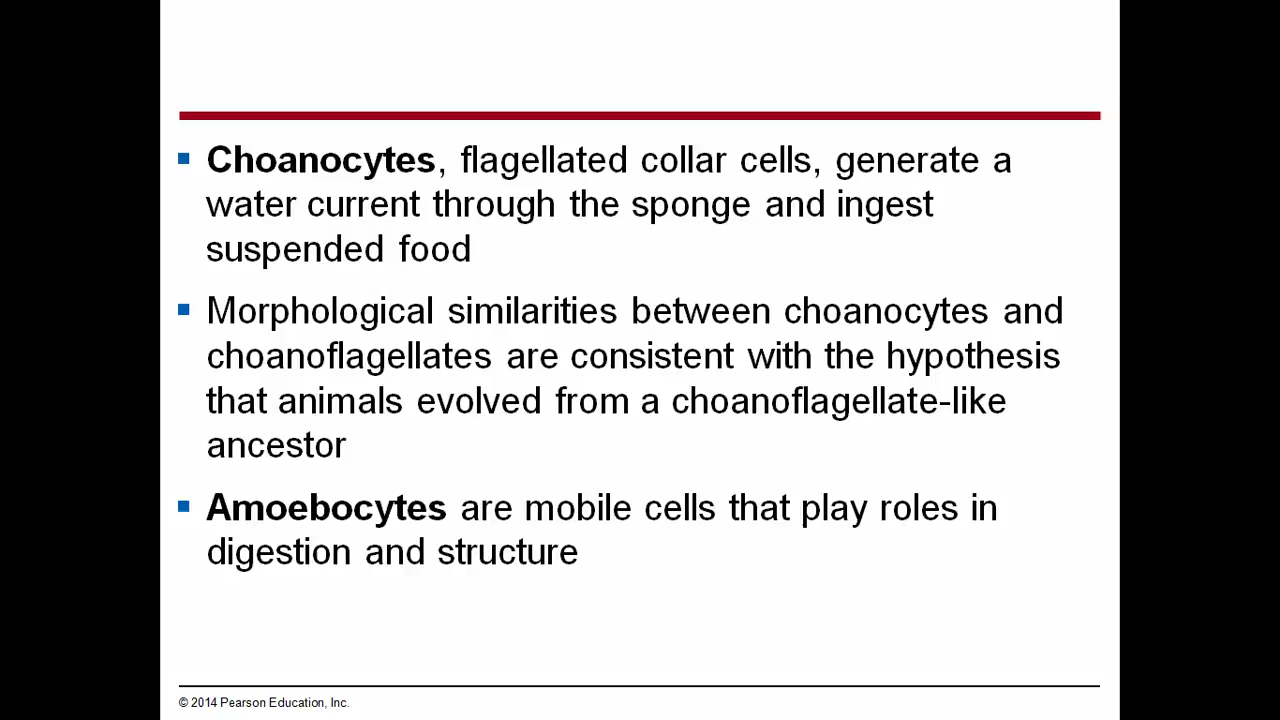 Choanocytes, flagellated collar cells, generate a
water current through the sponge and ingest
suspended food
Morphological similarities between choanocytes and
choanoflagellates are consistent with the hypothesis
that animals evolved from a choanoflagellate-like
ancestor
Amoebocytes are mobile cells that play roles in
digestion and structure
© 2014 Pearson Education, Inc.